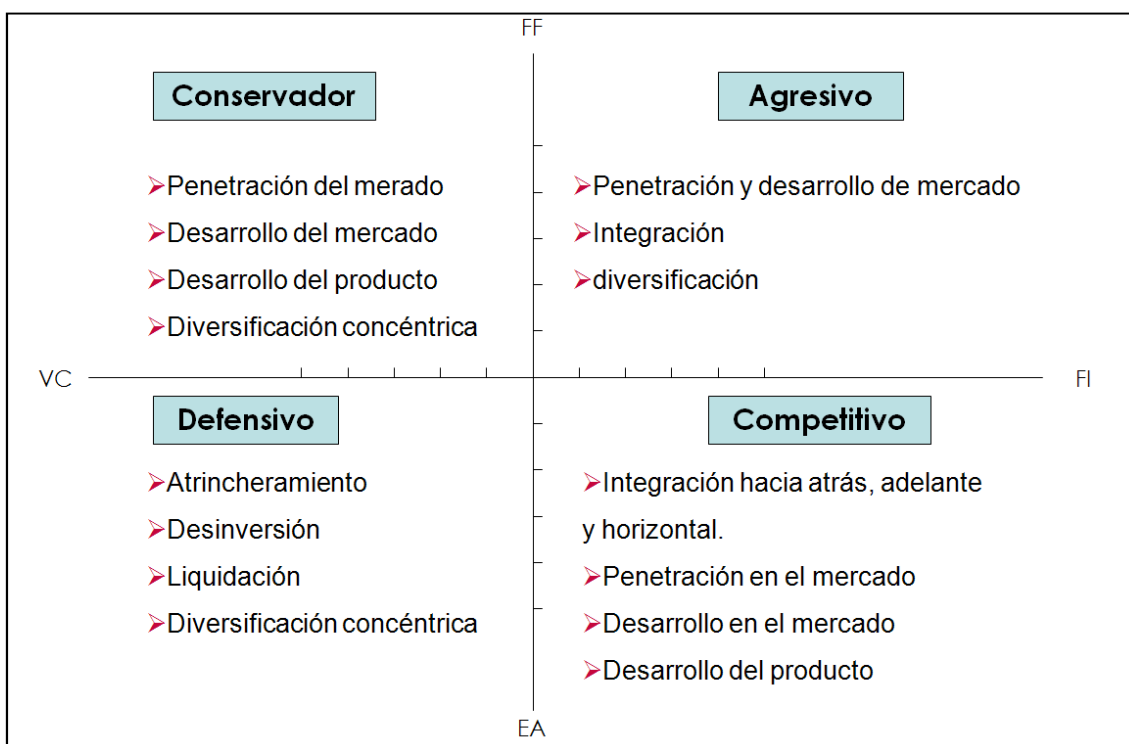 FF
Conservador
Penetración del merado
Desarrollo del mercado
Desarrollo del producto
Diversificación concéntrica
Agresivo
Penetración y desarrollo de mercado
Integración
diversificación
VC
FI
Defensivo
Atrincheramiento
Desinversión
Liquidación
Diversificación concéntrica
Competitivo
Integración hacia atrás, adelante
y horizontal.
Penetración en el mercado
Desarrollo en el mercado
Desarrollo del producto
EA